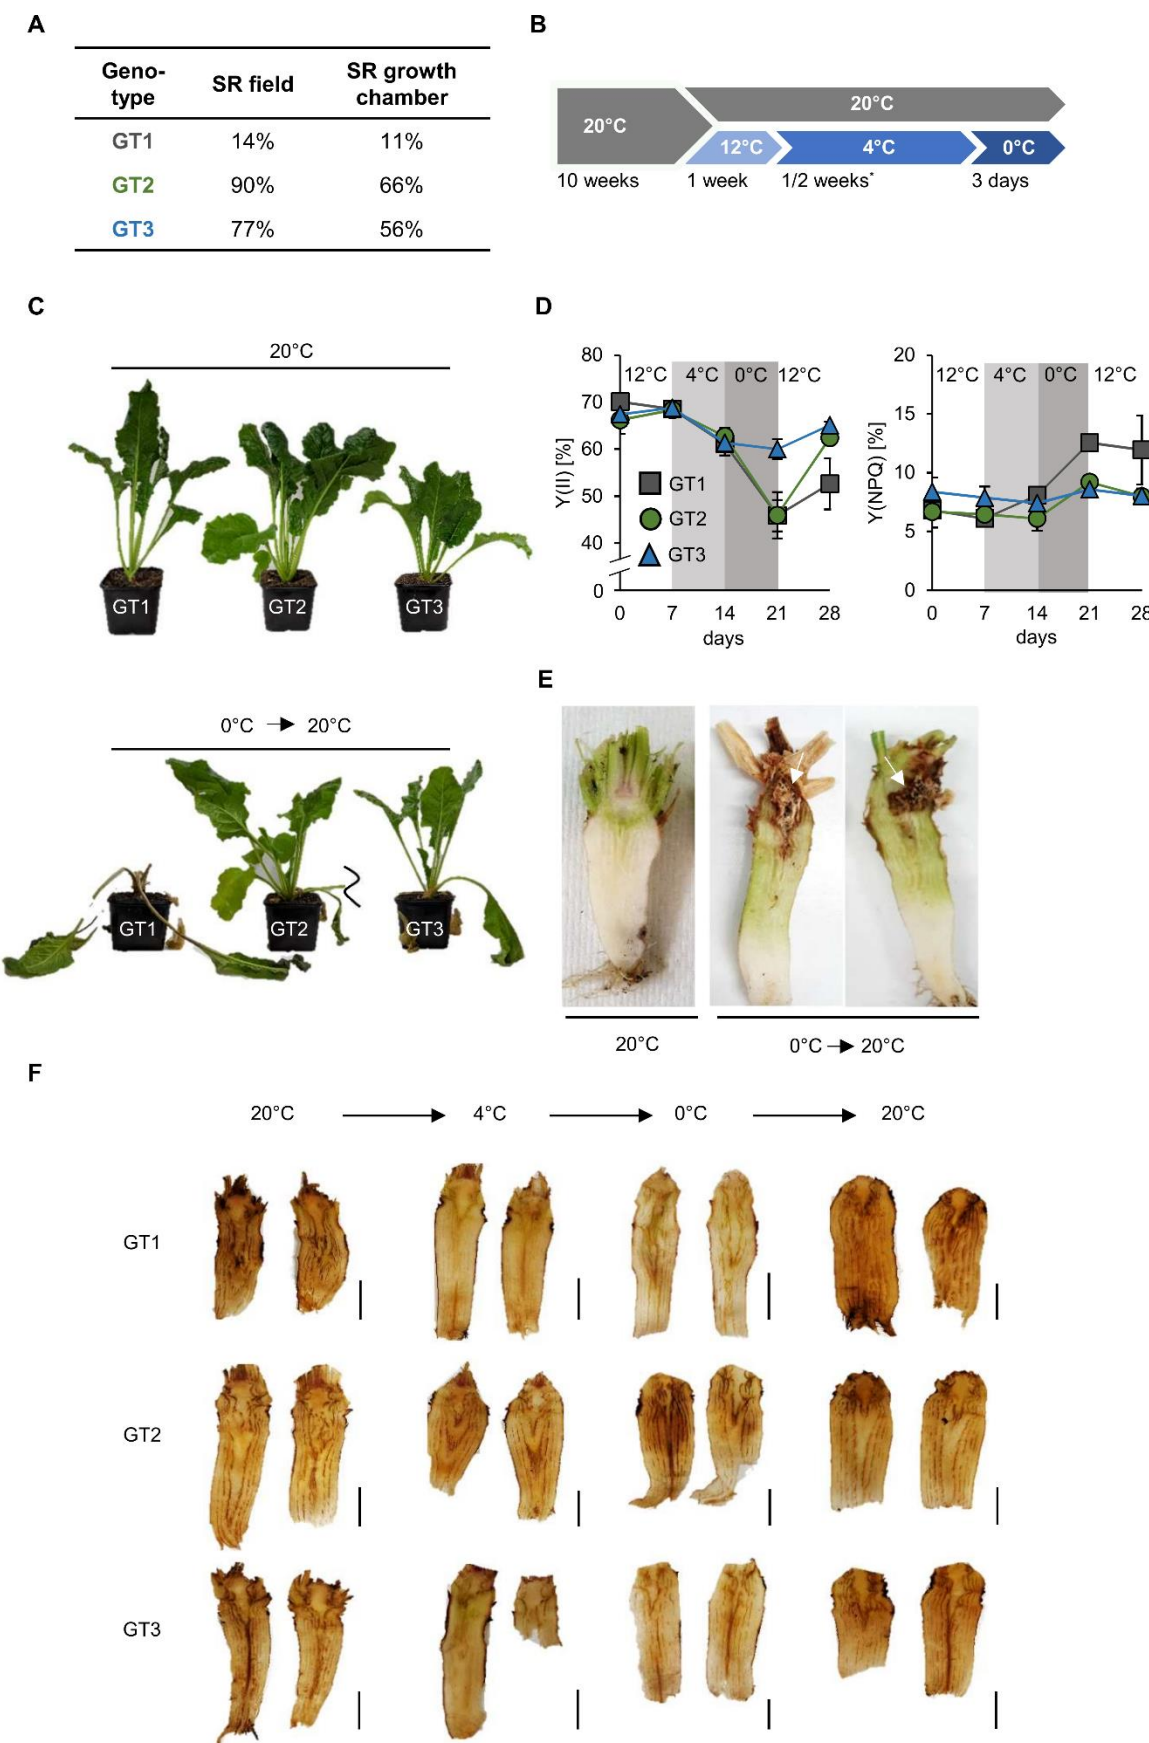 A
Geno-
type
SR field
SR growth
chamber
GT1 14% 11%
GT2 90% 66%
GT3 77% 56%
B
20°C
20°C
12°C 4°C 0°C
10 weeks 1 week 1/2 weeks* 3 days
C
20°C
GT1 GT2 GT3
0°C → 20°C
GT1 GT2 GT3
D
Y(II) [%]
80
70
60
50
40
0
12°C 4°C 0°C 12°C
GT1
GT2
GT3
0 7 14 21 28
days
Y(NPQ) [%]
20
15
10
5
0
12°C 4°C 0°C 12°C
0 7 14 21 28
days
E
20°C 0°C → 20°C
F
20°C → 4°C → 0°C → 20°C
GT1
GT2
GT3